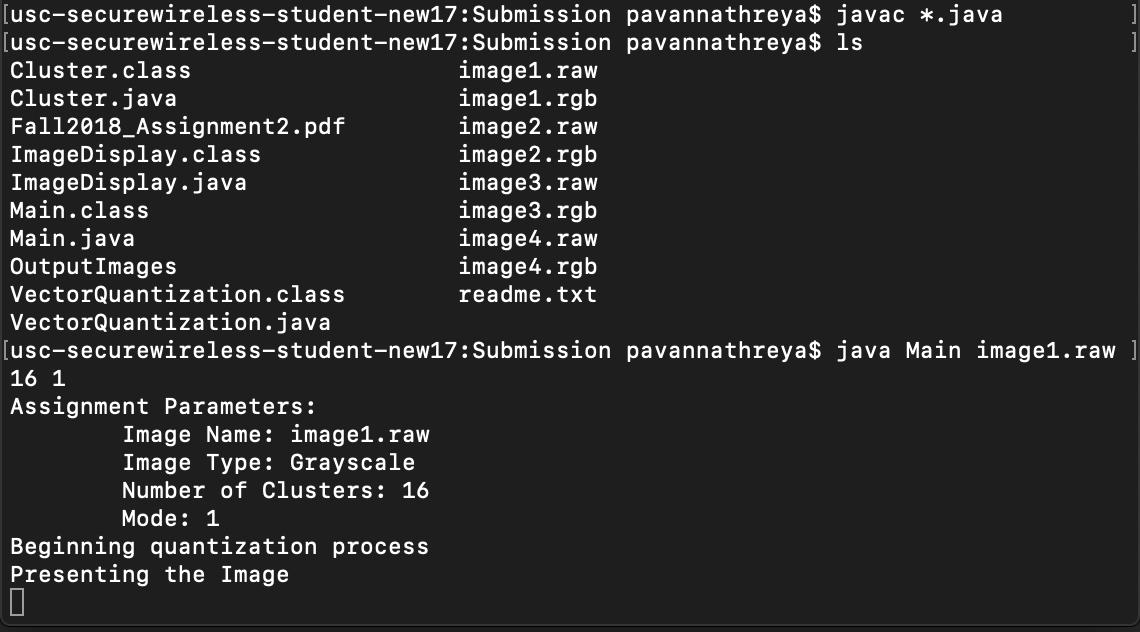 [usc-securewireless-student-new17:Submission pavannathreya$ javac *.java ]
[usc-securewireless-student-new17:Submission pavannathreya$ ls ]
Cluster.class image1.raw
Cluster.java image1.rgb
Fall2018_Assignment2.pdf image2.raw
ImageDisplay.class image2.rgb
ImageDisplay.java image3.raw
Main.class image3.rgb
Main.java image4.raw
OutputImages image4.rgb
VectorQuantization.class readme.txt
VectorQuantization.java
[usc-securewireless-student-new17:Submission pavannathreya$ java Main image1.raw ]
16 1
Assignment Parameters:
Image Name: image1.raw
Image Type: Grayscale
Number of Clusters: 16
Mode: 1
Beginning quantization process
Presenting the Image